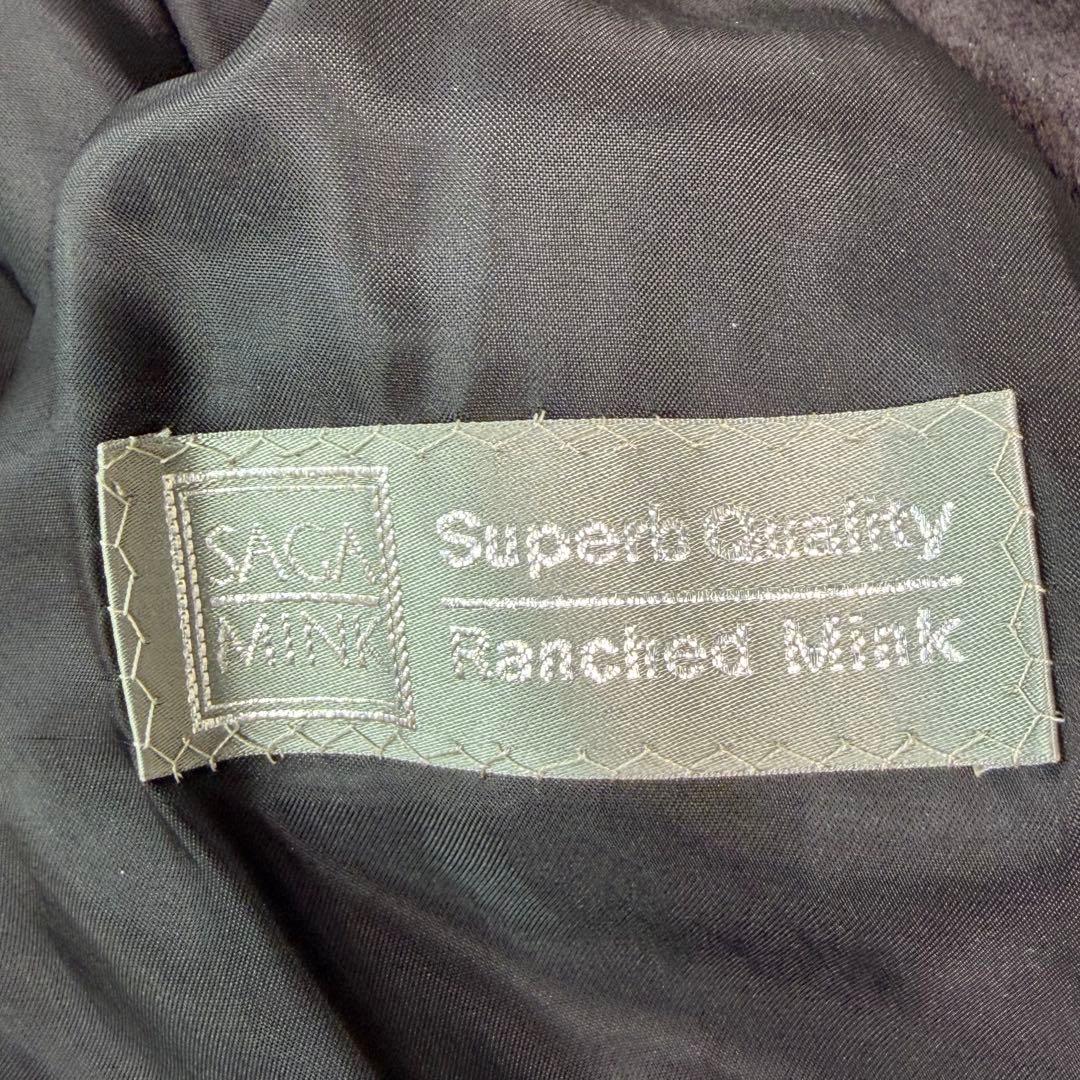 SAGA
MINK
Superb Quality
Ranched Mink